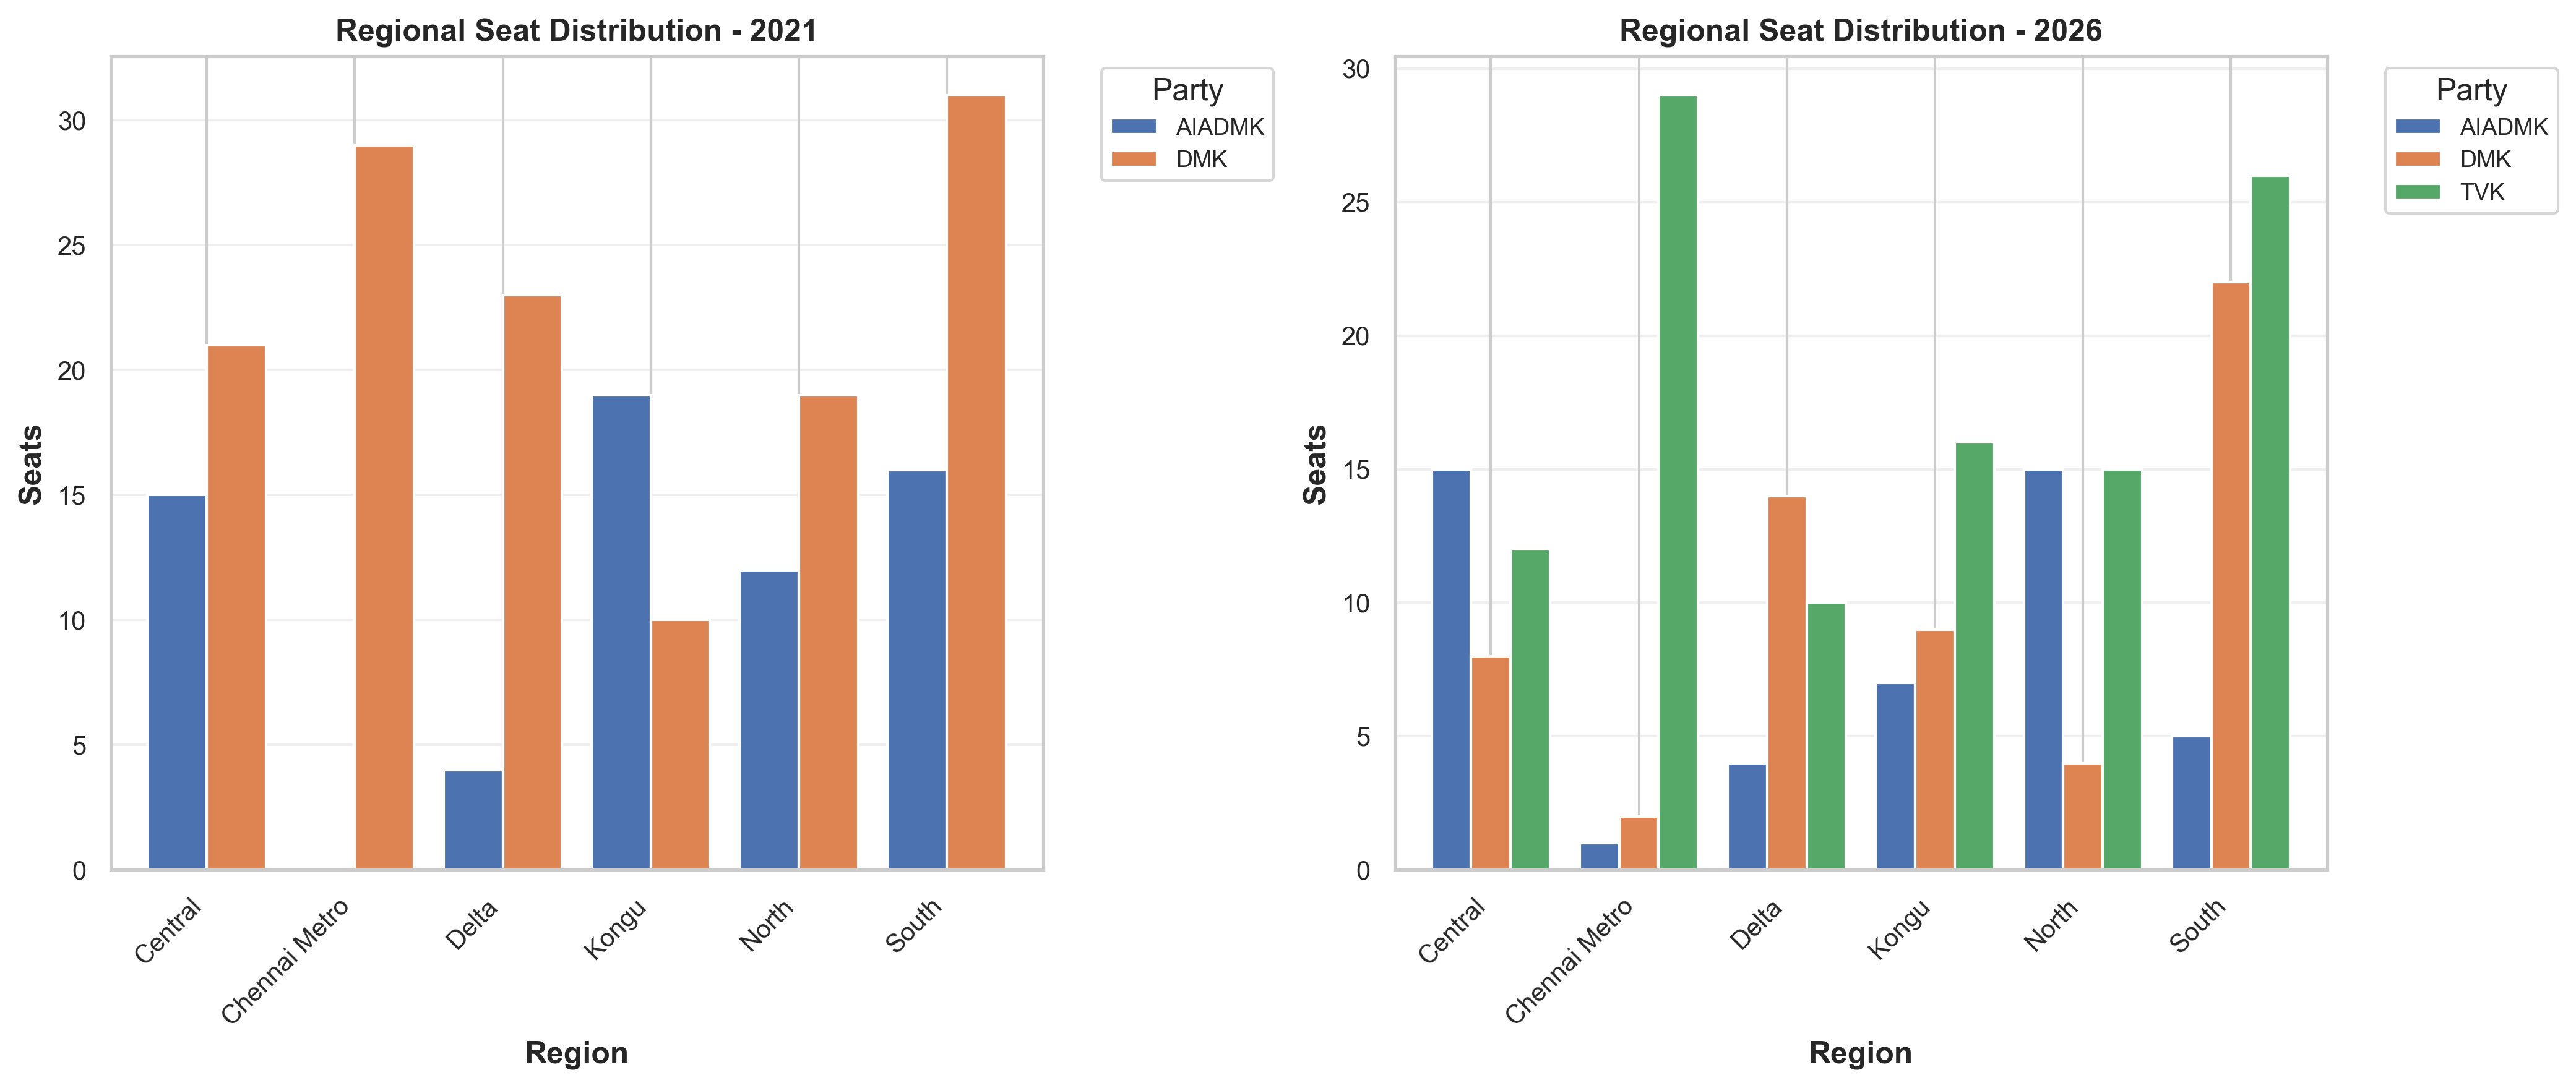 Regional Seat Distribution - 2021
Seats
30
25
20
15
10
5
0
Central
Chennai Metro
Delta
Kongu
North
South
Region
Party
AIADMK
DMK
Regional Seat Distribution - 2026
Seats
30
25
20
15
10
5
0
Central
Chennai Metro
Delta
Kongu
North
South
Region
Party
AIADMK
DMK
TVK